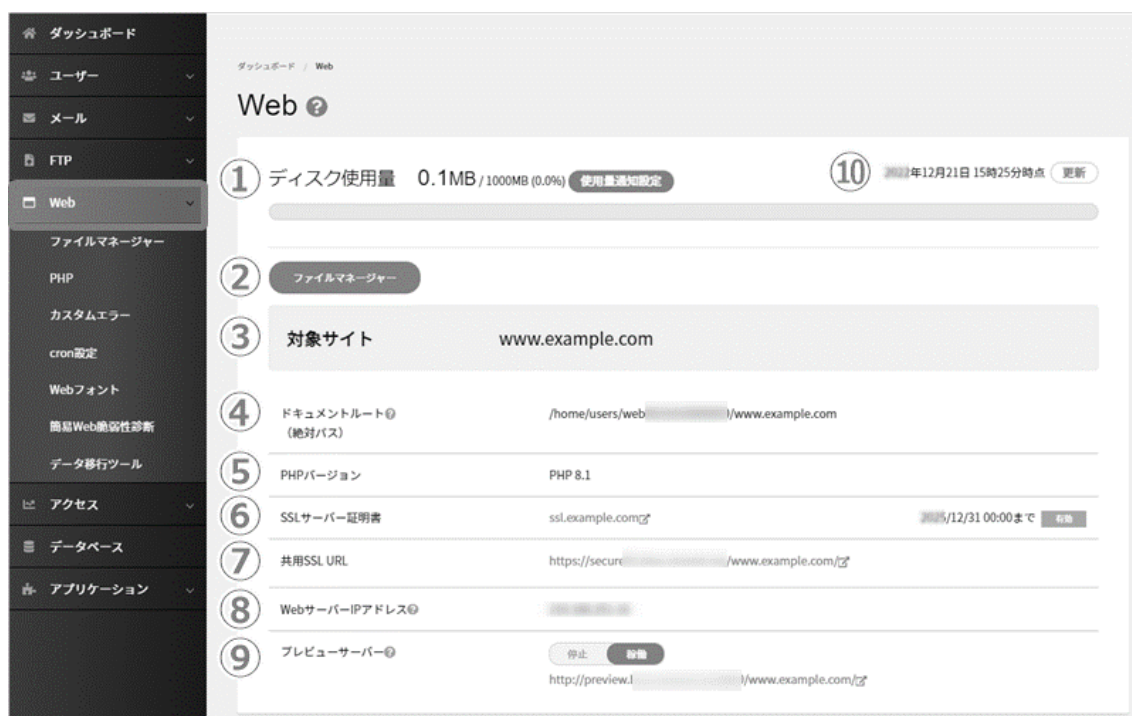 ダッシュボード
ユーザー
メール
FTP
Web
ファイルマネージャー
PHP
カスタムエラー
cron設定
Webフォント
簡易Web脆弱性診断
データ移行ツール
アクセス
データベース
アプリケーション
ダッシュボード / Web
Web ?
① ディスク使用量 0.1MB / 1000MB (0.0%) 使用量通知設定
⑩ 年12月21日 15時25分時点 更新
② ファイルマネージャー
③ 対象サイト www.example.com
④ ドキュメントルート? /home/users/web /www.example.com
(絶対パス)
⑤ PHPバージョン PHP 8.1
⑥ SSLサーバー証明書 ssl.example.com /12/31 00:00まで 有効
⑦ 共用SSL URL https://secure /www.example.com/
⑧ WebサーバーIPアドレス?
⑨ プレビューサーバー? 停止 稼働
http://preview. /www.example.com/